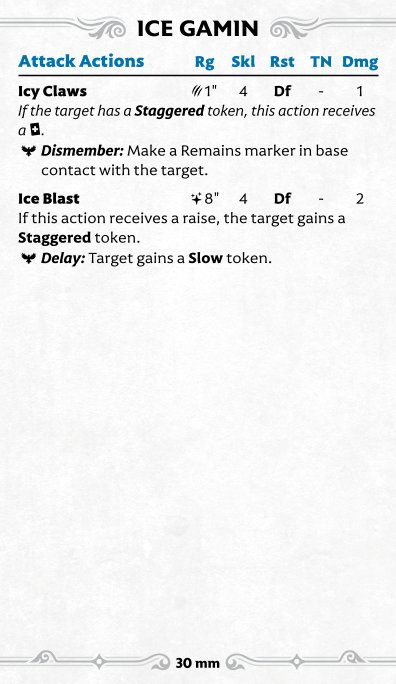 ICE GAMIN
Attack Actions Rg Skl Rst TN Dmg
Icy Claws 1" 4 Df - 1
If the target has a Staggered token, this action receives
a .
Dismember: Make a Remains marker in base
contact with the target.
Ice Blast 8" 4 Df - 2
If this action receives a raise, the target gains a
Staggered token.
Delay: Target gains a Slow token.
30 mm